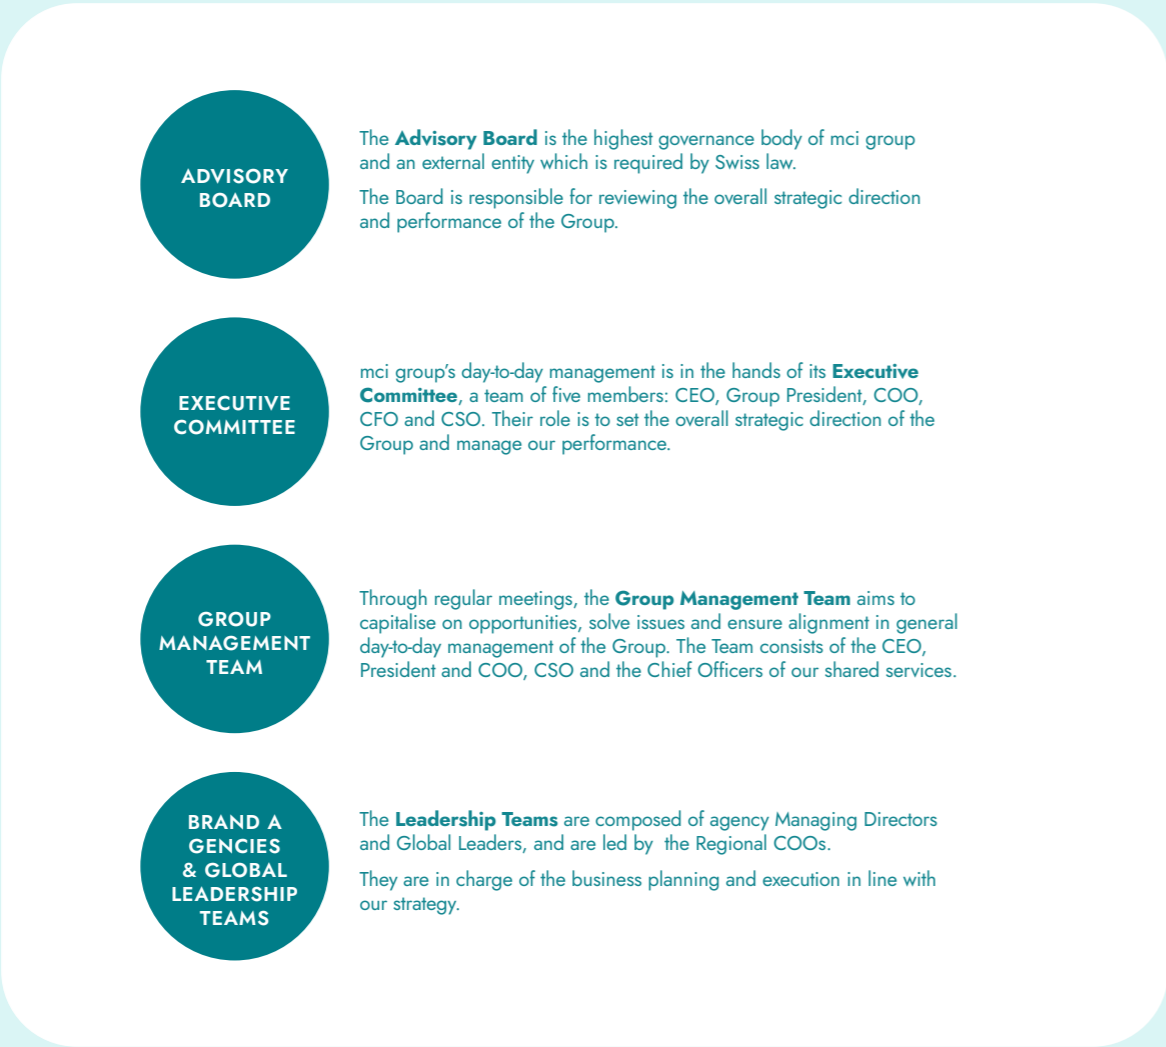 ADVISORY
BOARD
The Advisory Board is the highest governance body of mci group
and an external entity which is required by Swiss law.
The Board is responsible for reviewing the overall strategic direction
and performance of the Group.
EXECUTIVE
COMMITTEE
mci group's day-to-day management is in the hands of its Executive
Committee, a team of five members: CEO, Group President, COO,
CFO and CSO. Their role is to set the overall strategic direction of the
Group and manage our performance.
GROUP
MANAGEMENT
TEAM
Through regular meetings, the Group Management Team aims to
capitalise on opportunities, solve issues and ensure alignment in general
day-to-day management of the Group. The Team consists of the CEO,
President and COO, CSO and the Chief Officers of our shared services.
BRAND A
GENCIES
& GLOBAL
LEADERSHIP
TEAMS
The Leadership Teams are composed of agency Managing Directors
and Global Leaders, and are led by  the Regional COOs.
They are in charge of the business planning and execution in line with
our strategy.